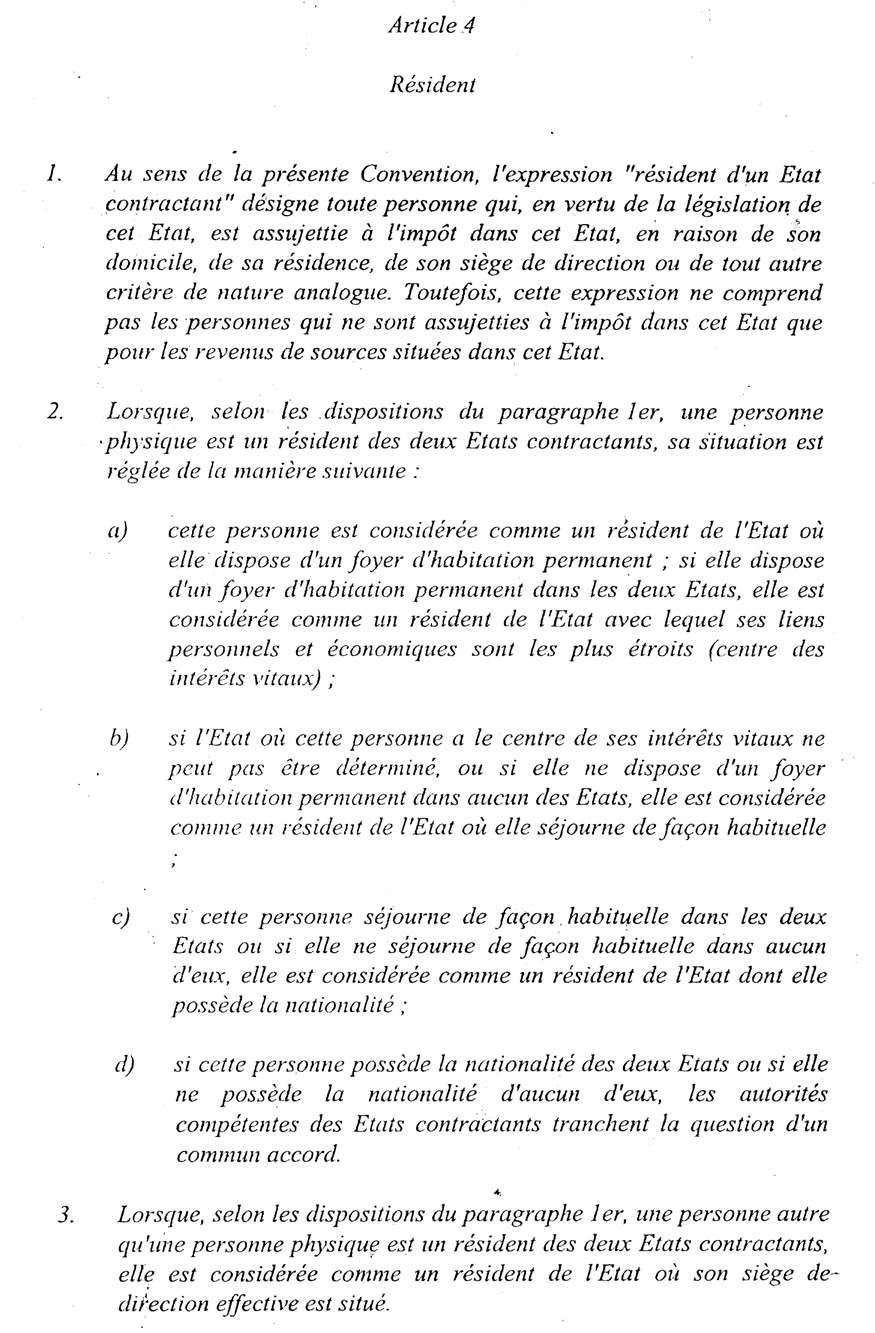 Article 4
Résident
1. Au sens de la présente Convention, l'expression "résident d'un Etat
contractant" désigne toute personne qui, en vertu de la législation de
cet Etat, est assujettie à l'impôt dans cet Etat, en raison de son
domicile, de sa résidence, de son siège de direction ou de tout autre
critère de nature analogue. Toutefois, cette expression ne comprend
pas les personnes qui ne sont assujetties à l'impôt dans cet Etat que
pour les revenus de sources situées dans cet Etat.
2. Lorsque, selon les dispositions du paragraphe 1er, une personne
physique est un résident des deux Etats contractants, sa situation est
réglée de la manière suivante :
a) cette personne est considérée comme un résident de l'Etat où
elle dispose d'un foyer d'habitation permanent ; si elle dispose
d'un foyer d'habitation permanent dans les deux Etats, elle est
considérée comme un résident de l'Etat avec lequel ses liens
personnels et économiques sont les plus étroits (centre des
intérêts vitaux) ;
b) si l'Etat où cette personne a le centre de ses intérêts vitaux ne
peut pas être déterminé, ou si elle ne dispose d'un foyer
d'habitation permanent dans aucun des Etats, elle est considérée
comme un résident de l'Etat où elle séjourne de façon habituelle
;
c) si cette personne séjourne de façon habituelle dans les deux
Etats ou si elle ne séjourne de façon habituelle dans aucun
d'eux, elle est considérée comme un résident de l'Etat dont elle
possède la nationalité ;
d) si cette personne possède la nationalité des deux Etats ou si elle
ne possède la nationalité d'aucun d'eux, les autorités
compétentes des Etats contractants tranchent la question d'un
commun accord.
3. Lorsque, selon les dispositions du paragraphe 1er, une personne autre
qu'une personne physique est un résident des deux Etats contractants,
elle est considérée comme un résident de l'Etat où son siège de
direction effective est situé.